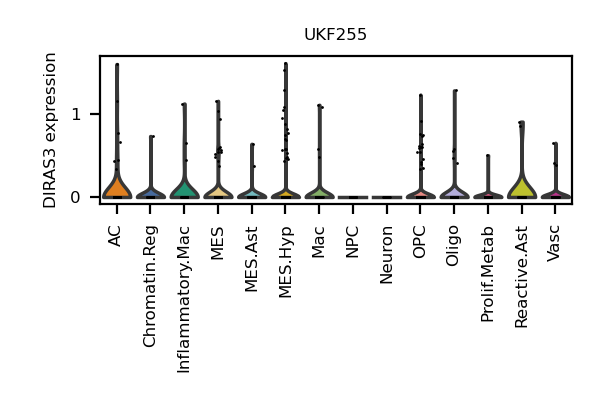 UKF255
DIRAS3 expression
1
0
AC
Chromatin.Reg
Inflammatory.Mac
MES
MES.Ast
MES.Hyp
Mac
NPC
Neuron
OPC
Oligo
Prolif.Metab
Reactive.Ast
Vasc